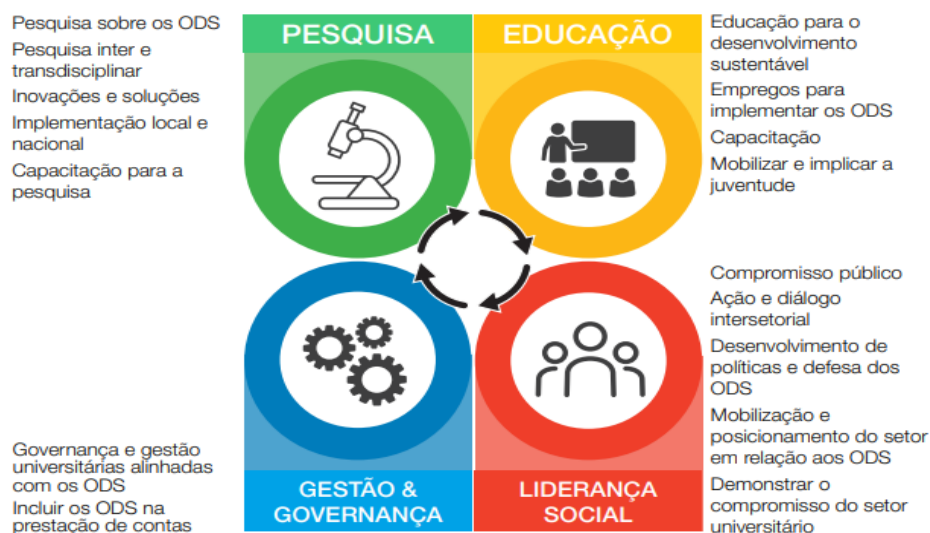 Pesquisa sobre os ODS
Pesquisa inter e
transdisciplinar
Inovações e soluções
Implementação local e
nacional
Capacitação para a
pesquisa
PESQUISA
EDUCAÇÃO
Educação para o
desenvolvimento
sustentável
Empregos para
implementar os ODS
Capacitação
Mobilizar e implicar a
juventude
Governança e gestão
universitárias alinhadas
com os ODS
Incluir os ODS na
prestação de contas
GESTÃO &
GOVERNANÇA
LIDERANÇA
SOCIAL
Compromisso público
Ação e diálogo
intersetorial
Desenvolvimento de
políticas e defesa dos
ODS
Mobilização e
posicionamento do setor
em relação aos ODS
Demonstrar o
compromisso do setor
universitário